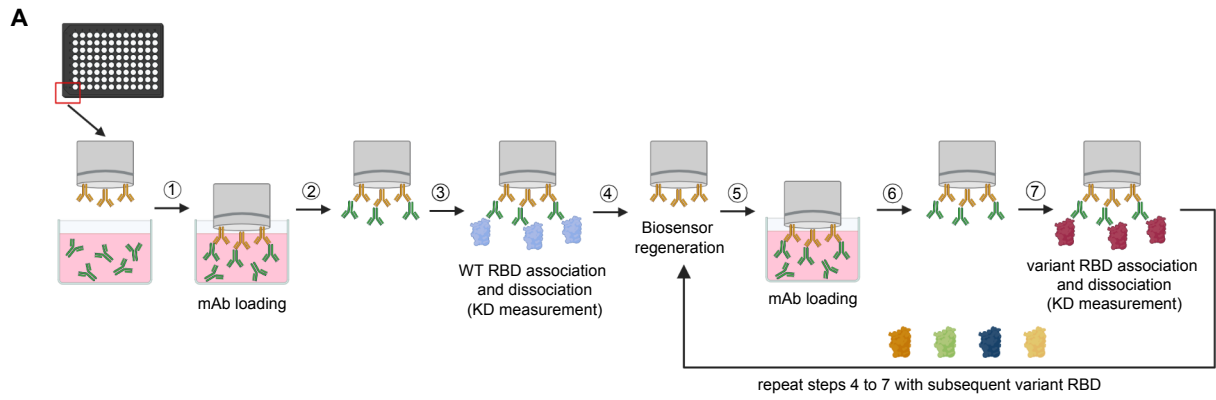 A
1
2
3
4
5
6
7
mAb loading
WT RBD association
and dissociation
(KD measurement)
Biosensor
regeneration
mAb loading
variant RBD association
and dissociation
(KD measurement)
repeat steps 4 to 7 with subsequent variant RBD